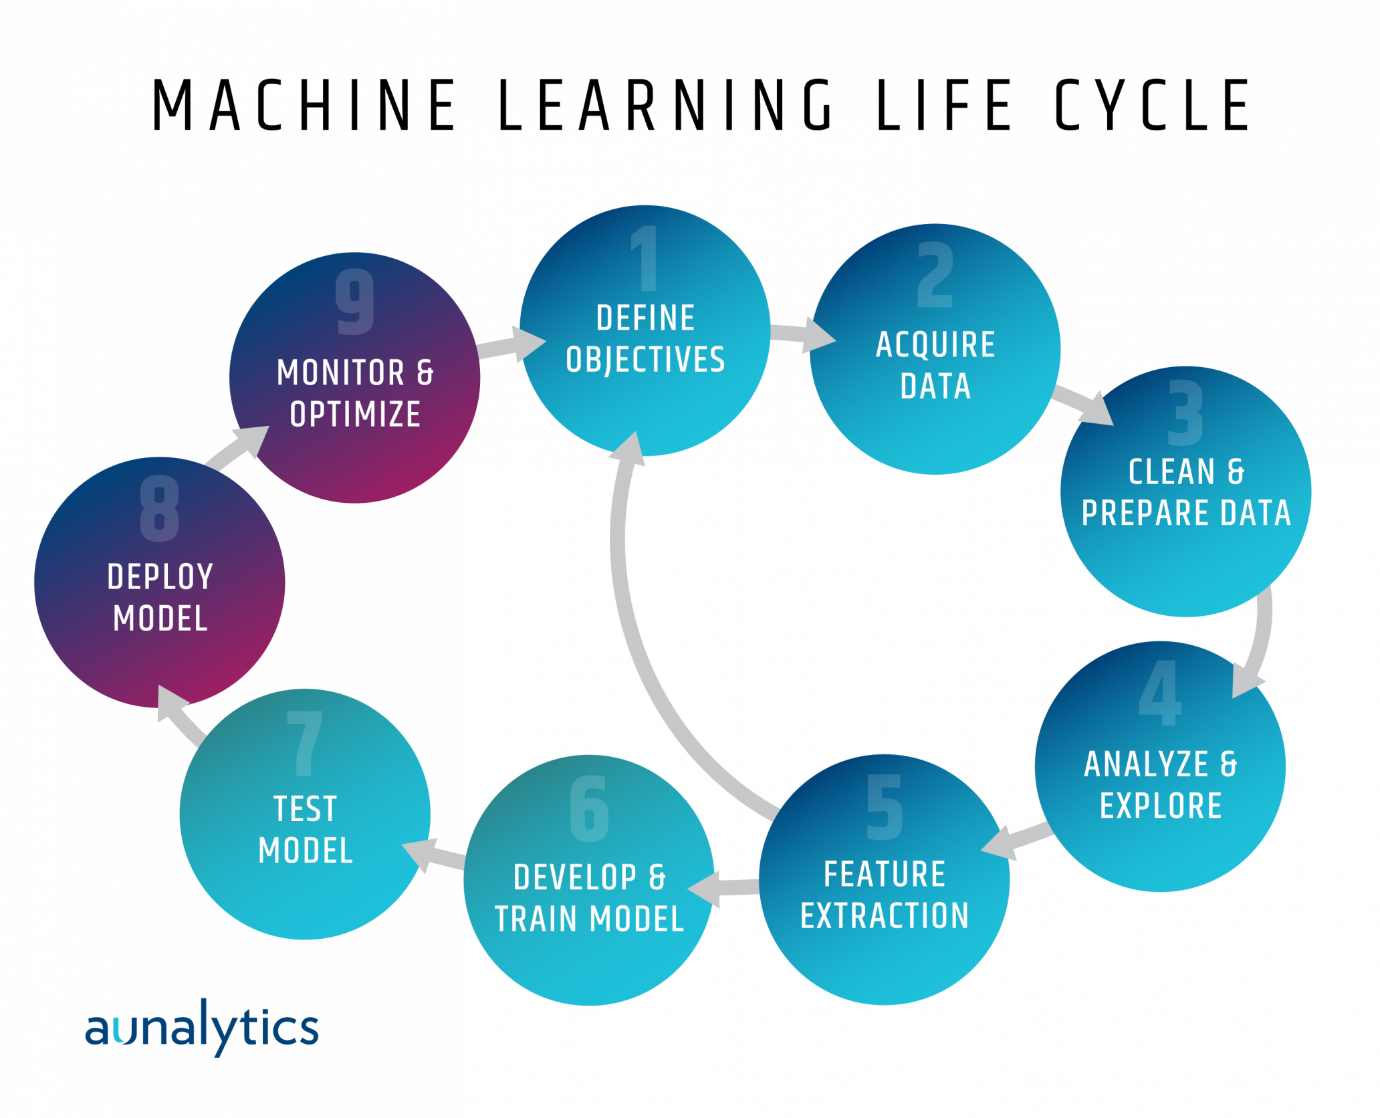 MACHINE LEARNING LIFE CYCLE
1
DEFINE
OBJECTIVES
2
ACQUIRE
DATA
3
CLEAN &
PREPARE DATA
4
ANALYZE &
EXPLORE
5
FEATURE
EXTRACTION
6
DEVELOP &
TRAIN MODEL
7
TEST
MODEL
8
DEPLOY
MODEL
9
MONITOR &
OPTIMIZE
aunalytics